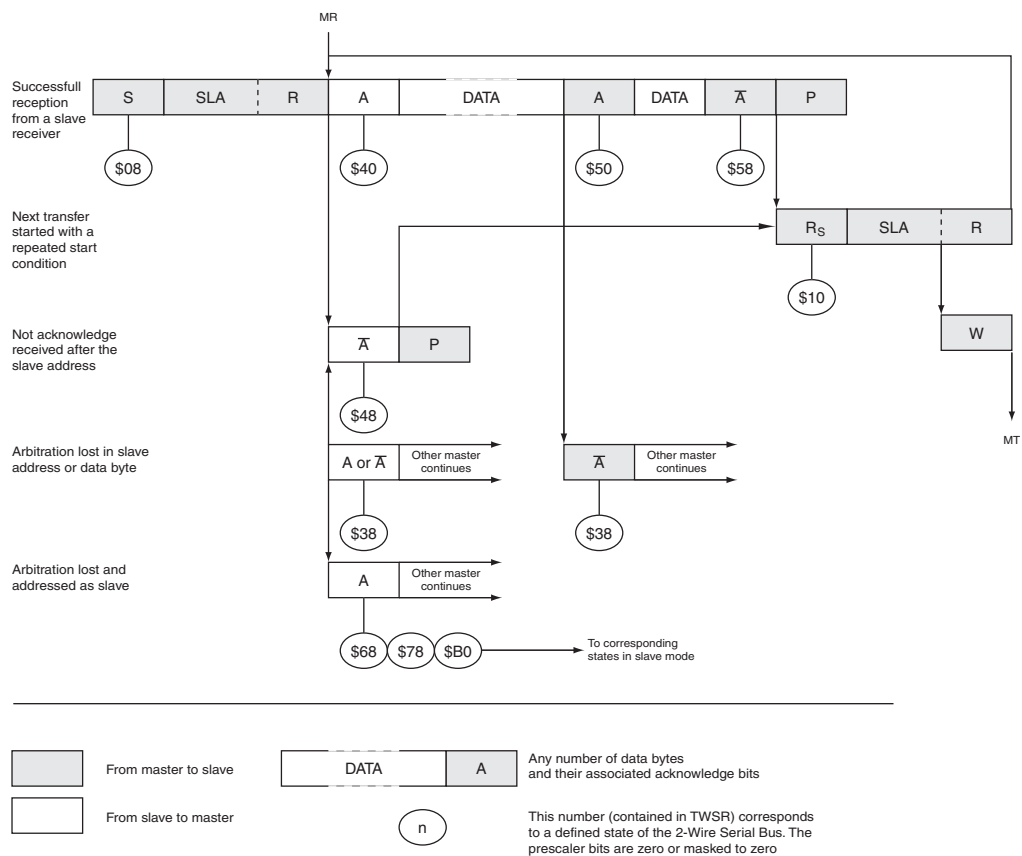 MR
Successfull
reception
from a slave
receiver
S SLA R A DATA A DATA A̅ P
$08 $40 $50 $58
Next transfer
started with a
repeated start
condition
RS SLA R
$10
W
MT
Not acknowledge
received after the
slave address
A̅ P
$48
Arbitration lost in slave
address or data byte
A or A̅ Other master
continues
A̅ Other master
continues
$38 $38
Arbitration lost and
addressed as slave
A Other master
continues
$68 $78 $B0
To corresponding
states in slave mode
From master to slave
From slave to master
DATA A
Any number of data bytes
and their associated acknowledge bits
n
This number (contained in TWSR) corresponds
to a defined state of the 2-Wire Serial Bus. The
prescaler bits are zero or masked to zero